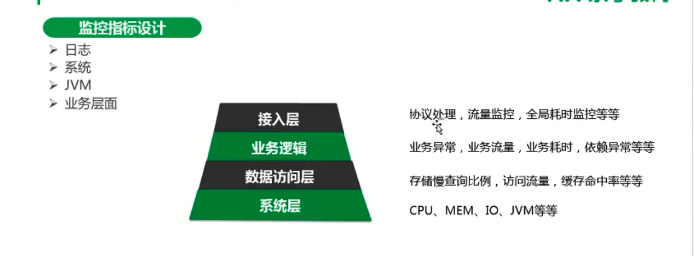 监控指标设计
日志
系统
JVM
业务层面
接入层
协议处理，流量监控，全局耗时监控等等
业务逻辑
业务异常，业务流量，业务耗时，依赖异常等等
数据访问层
存储慢查询比例，访问流量，缓存命中率等等
系统层
CPU、MEM、IO、JVM等等